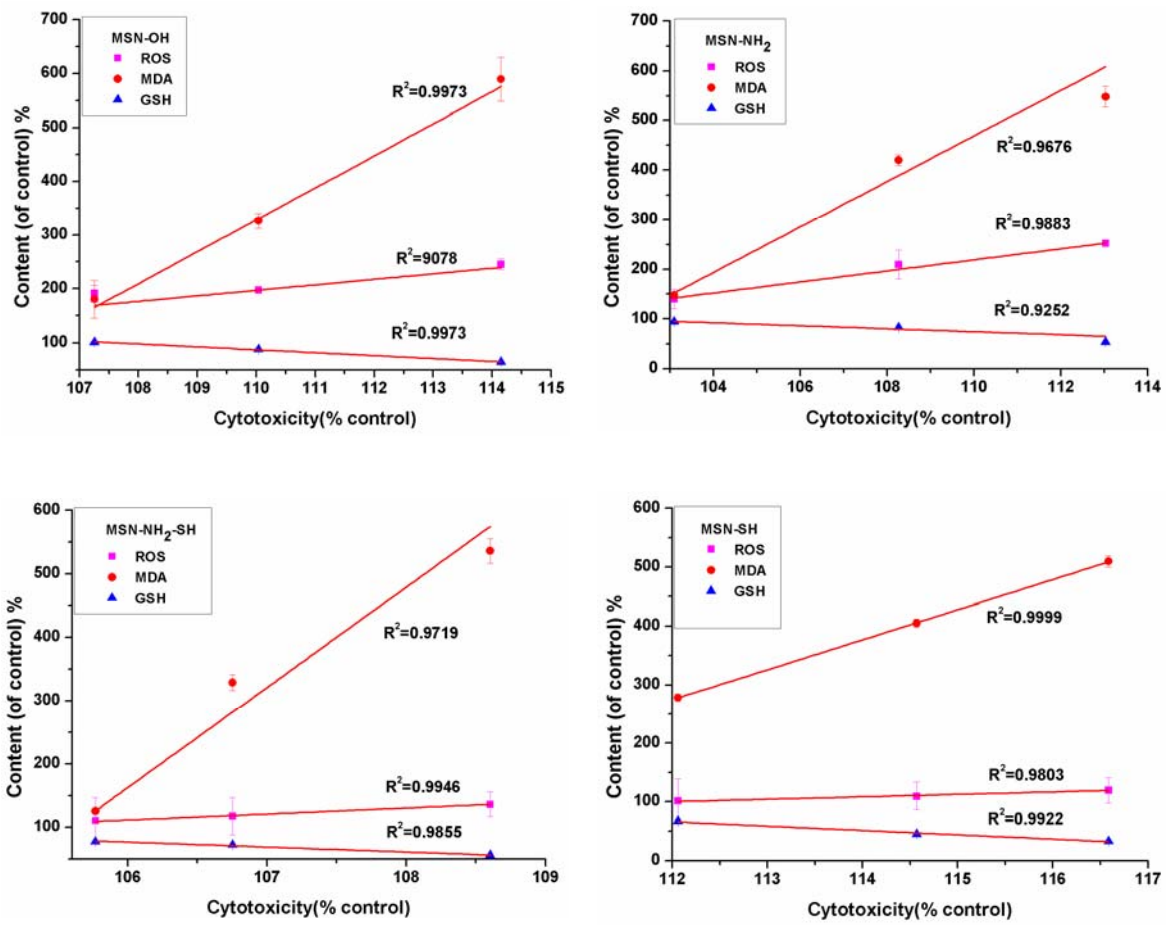 MSN-OH
ROS
MDA
GSH
R²=0.9973
R²=9078
R²=0.9973
700
600
500
400
300
200
100
107 108 109 110 111 112 113 114 115
Content (of control) %
Cytotoxicity(% control)
MSN-NH₂
ROS
MDA
GSH
R²=0.9676
R²=0.9883
R²=0.9252
700
600
500
400
300
200
100
0
104 106 108 110 112 114
Content (of control) %
Cytotoxicity(% control)
MSN-NH₂-SH
ROS
MDA
GSH
R²=0.9719
R²=0.9946
R²=0.9855
600
500
400
300
200
100
106 107 108 109
Content (of control) %
Cytotoxicity(% control)
MSN-SH
ROS
MDA
GSH
R²=0.9999
R²=0.9803
R²=0.9922
600
500
400
300
200
100
0
112 113 114 115 116 117
Content (of control) %
Cytotoxicity(% control)